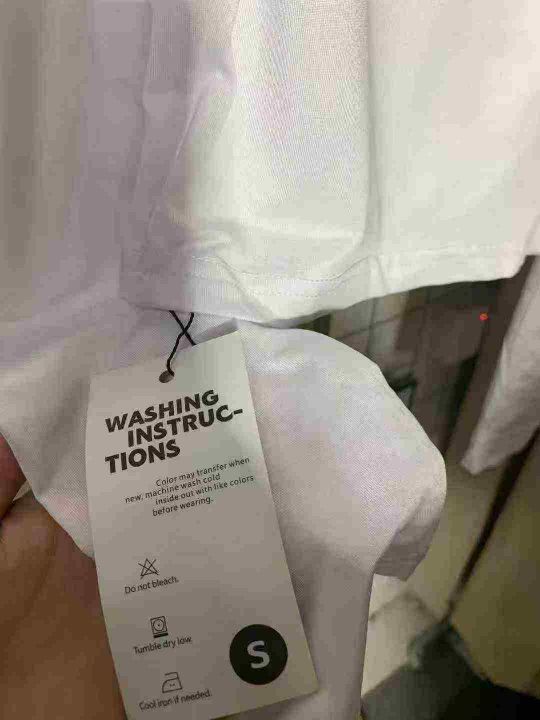 WASHING
INSTRUC-
TIONS
Color may transfer when
new, machine wash cold
inside out with like colors
before wearing.
Do not bleach.
Tumble dry low.
S
Cool iron if needed.